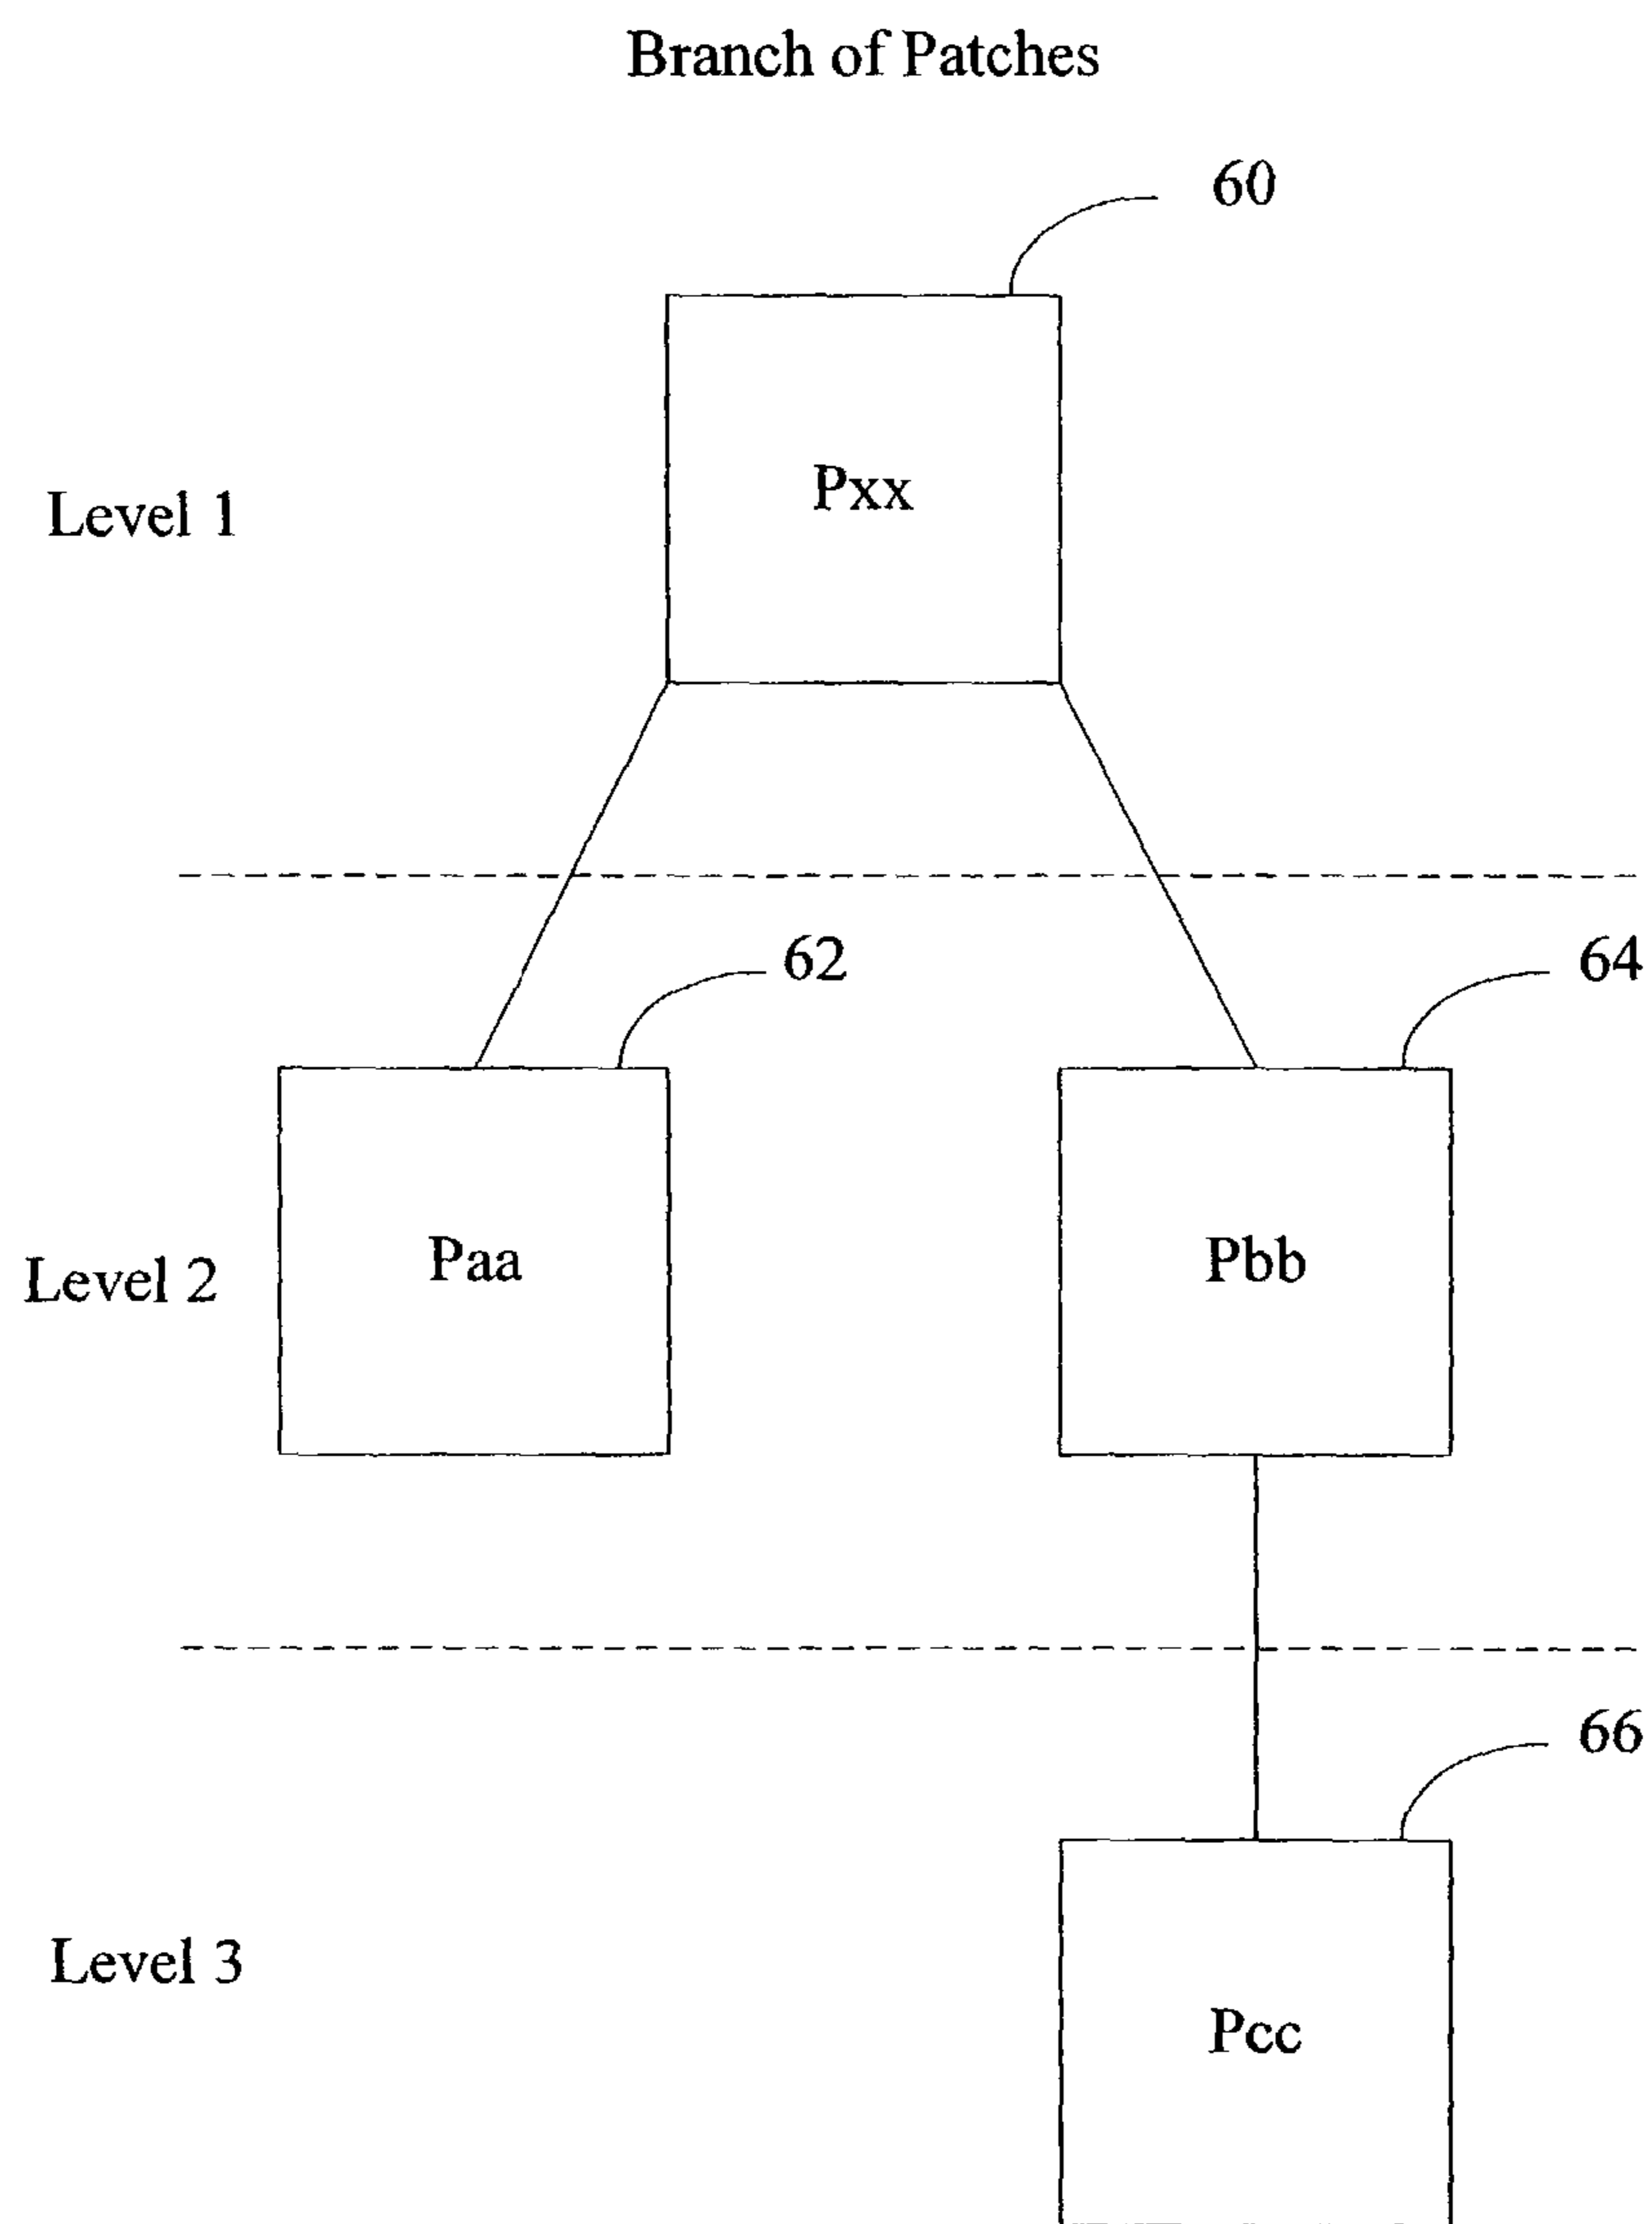 Branch of Patches
60
Pxx
Level 1
62
64
Paa
Pbb
Level 2
66
Level 3
Pcc